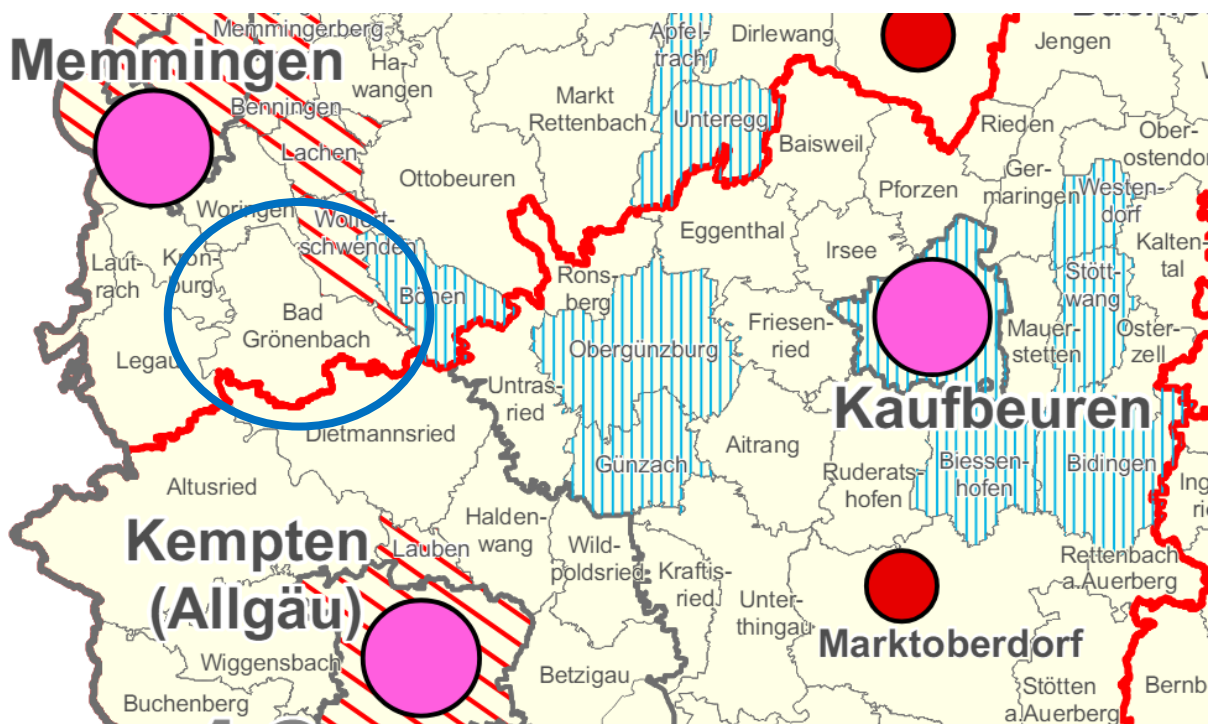 Memmingerberg
Memmingen
Ha-
wangen
Benningen
Lachen
Apfel-
trach
Dirlewang
Jengen
Markt
Rettenbach
Unteregg
Baisweil
Rieden
Ober-
ostendor
Ottobeuren
Pforzen
Ger-
maringen
Westen-
dorf
Woringen
Wolfert-
schwenden
Eggenthal
Irsee
Kalten-
tal
Laut-
rach
Kron-
burg
Böhen
Rons-
berg
Stött-
wang
Bad
Grönenbach
Friesen-
ried
Mauer-
stetten
Oster-
zell
Legau
Obergünzburg
Untras-
ried
Kaufbeuren
Dietmannsried
Aitrang
Günzach
Ruderats-
hofen
Biessen-
hofen
Bidingen
Altusried
Halden-
wang
Kempten
(Allgäu)
Lauben
Wild-
poldsried
Kraftis-
ried
Rettenbach
a.Auerberg
Unter-
thingau
Marktoberdorf
Wiggensbach
Buchenberg
Betzigau
Stötten
a.Auerberg
Bernb